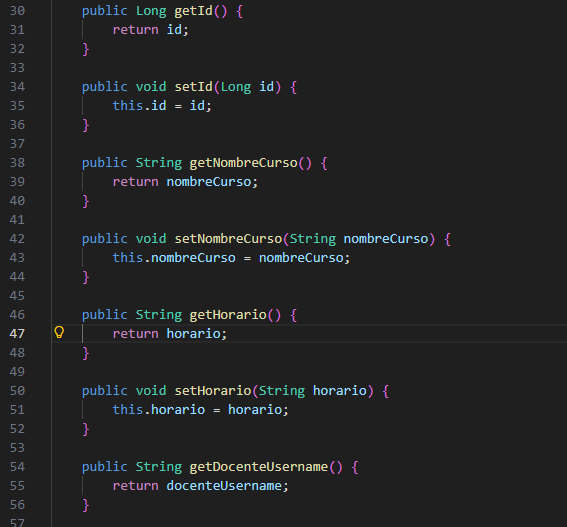 30 public Long getId() {
31 return id;
32 }
33
34 public void setId(Long id) {
35 this.id = id;
36 }
37
38 public String getNombreCurso() {
39 return nombreCurso;
40 }
41
42 public void setNombreCurso(String nombreCurso) {
43 this.nombreCurso = nombreCurso;
44 }
45
46 public String getHorario() {
47 return horario;
48 }
49
50 public void setHorario(String horario) {
51 this.horario = horario;
52 }
53
54 public String getDocenteUsername() {
55 return docenteUsername;
56 }
57